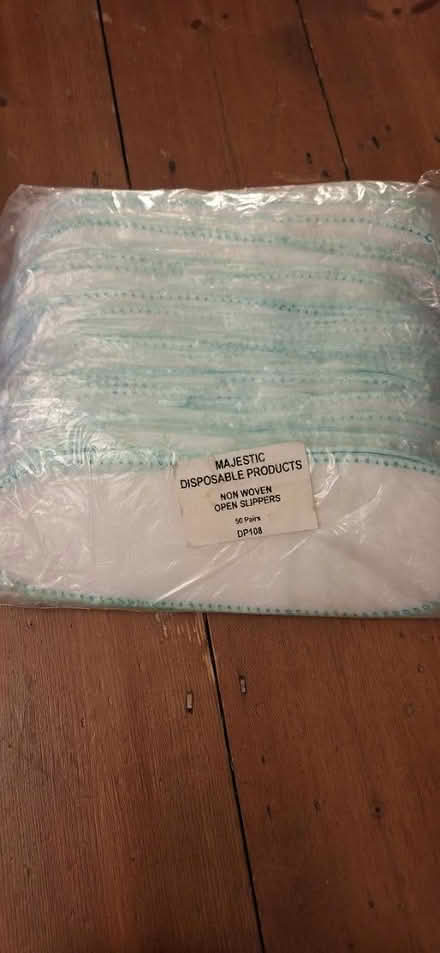 MAJESTIC
DISPOSABLE PRODUCTS
NON WOVEN
OPEN SLIPPERS
50 Pairs
DP108